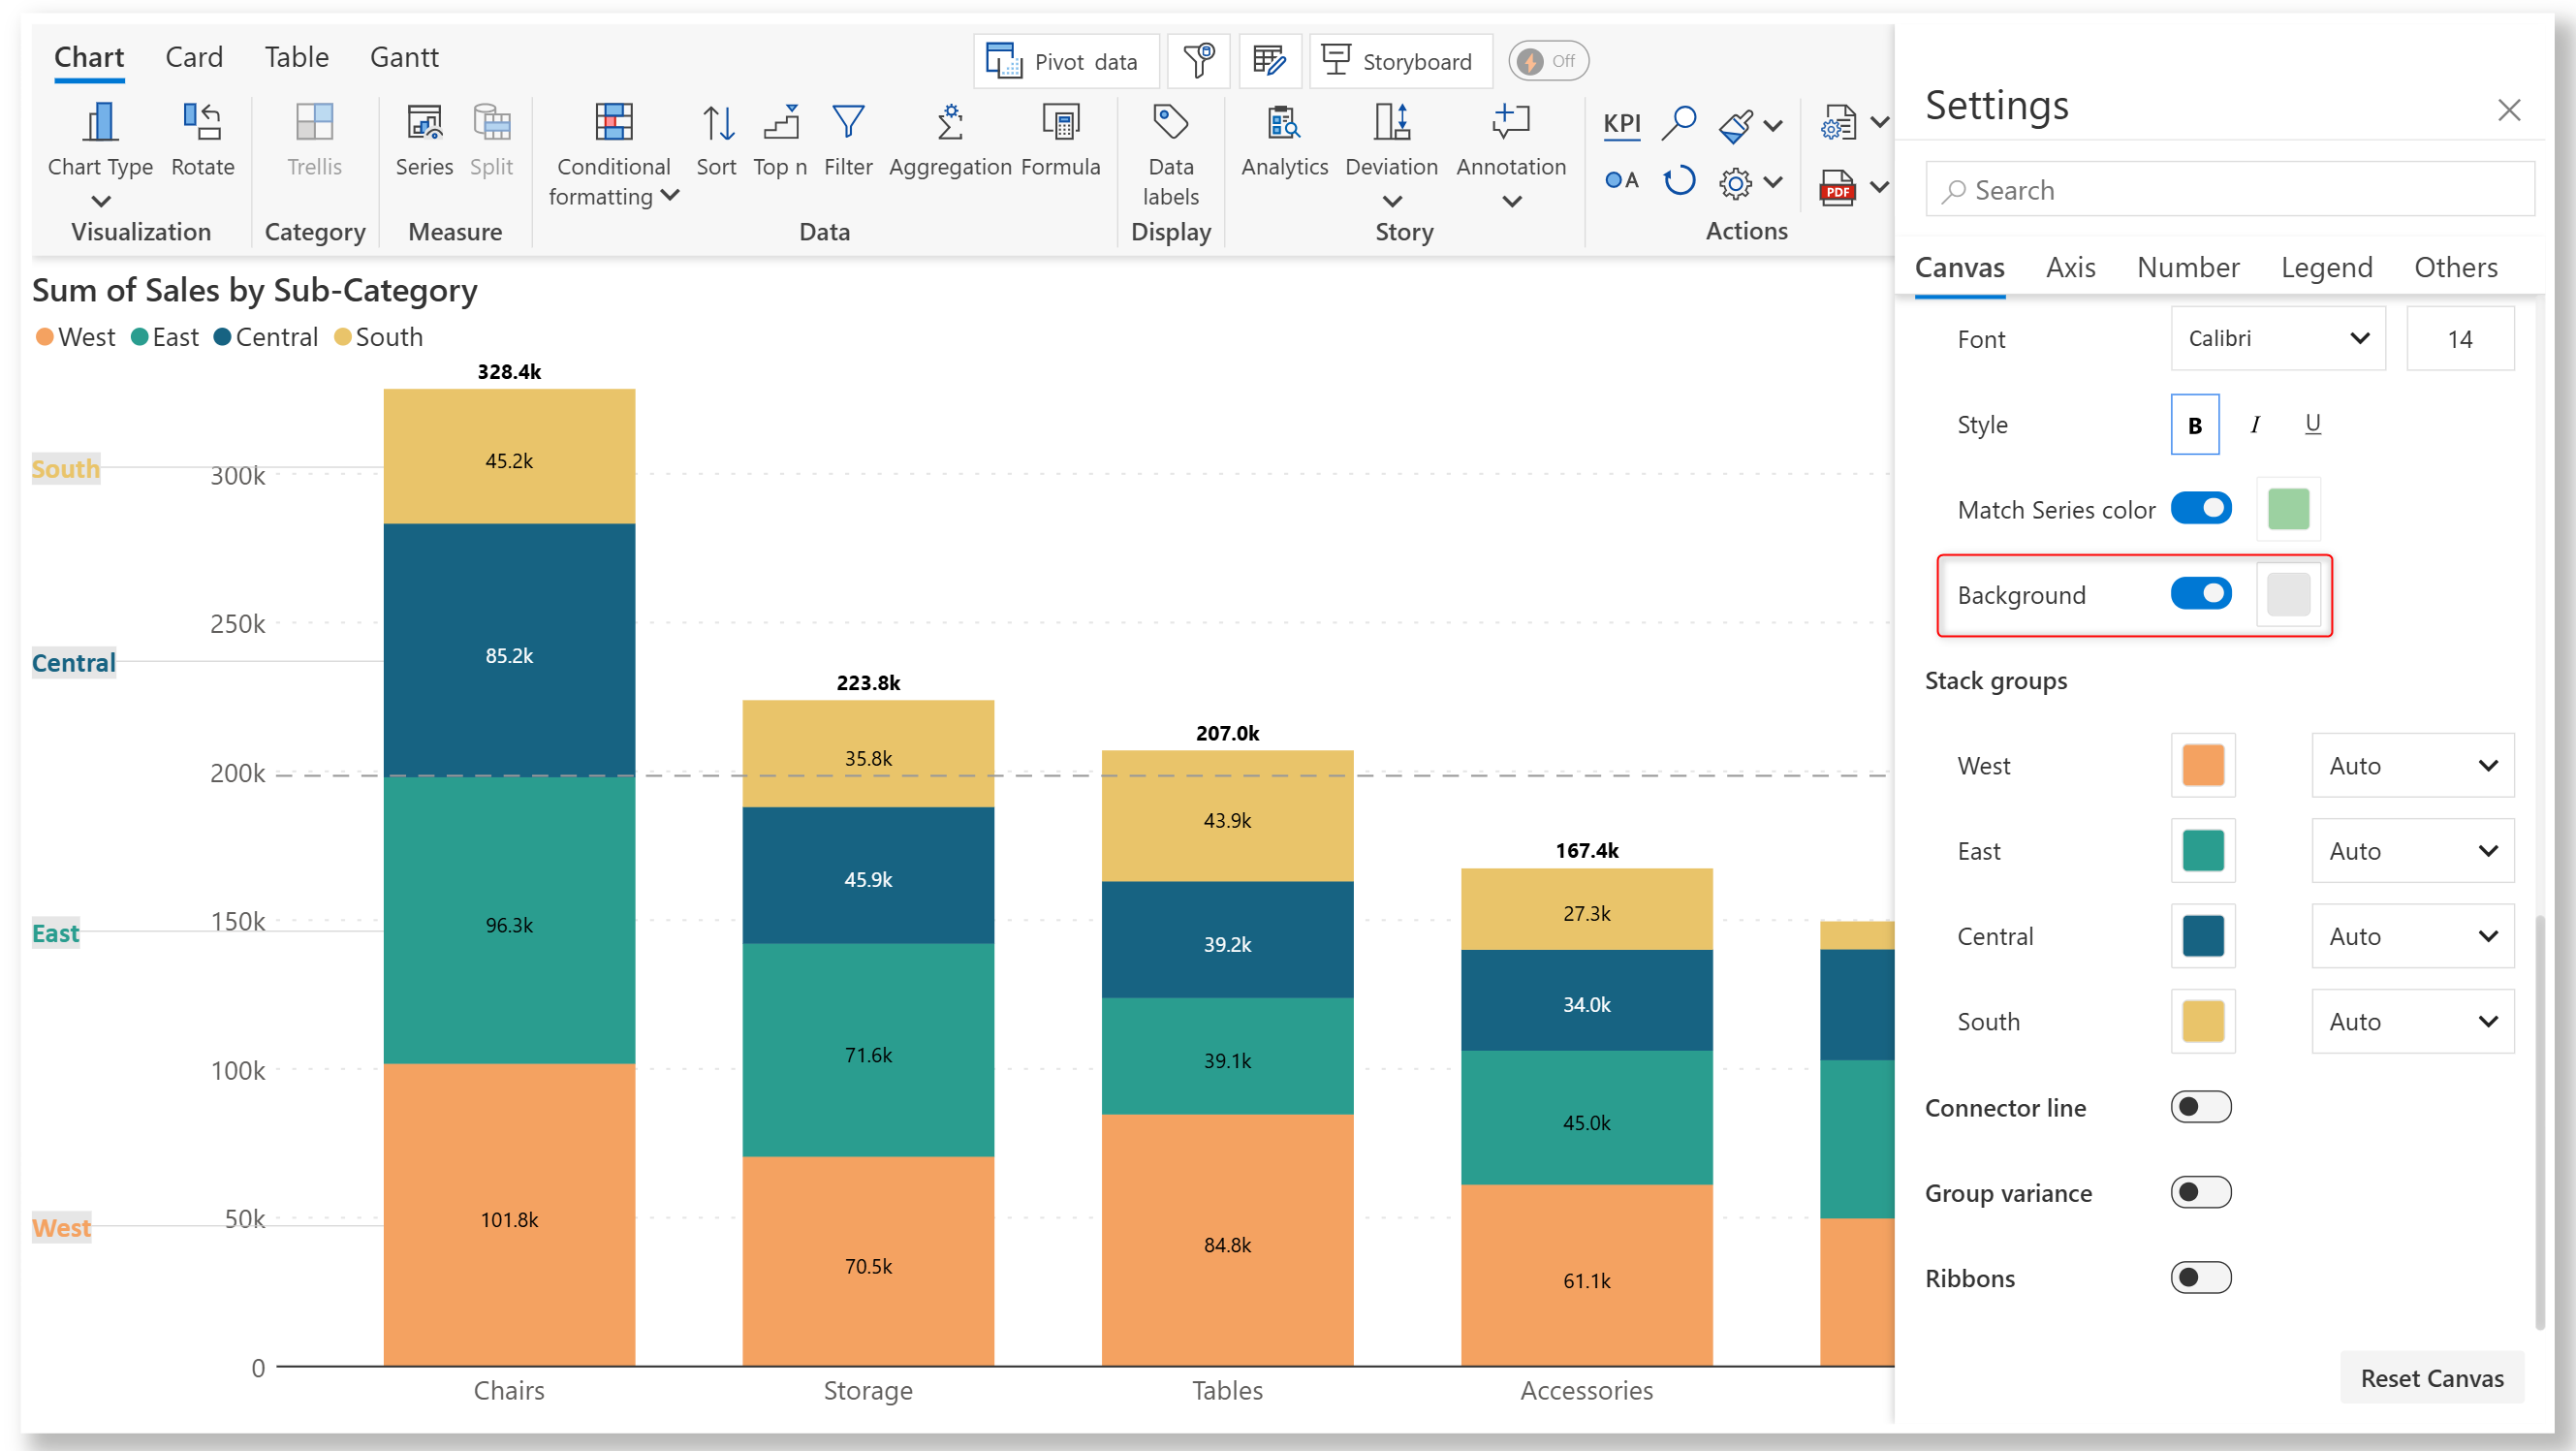 Chart Card Table Gantt
Pivot data Storyboard Off
Chart Type Rotate Trellis Series Split Conditional formatting Sort Top n Filter Aggregation Formula Data labels Analytics Deviation Annotation KPI A PDF
Visualization Category Measure Data Display Story Actions
Sum of Sales by Sub-Category
West East Central South
328.4k
South
300k
45.2k
250k
Central
85.2k
223.8k
207.0k
200k
35.8k
43.9k
167.4k
45.9k
East
150k
96.3k
27.3k
39.2k
34.0k
100k
71.6k
39.1k
45.0k
West
50k
101.8k
70.5k
84.8k
61.1k
0
Chairs Storage Tables Accessories
Settings
Search
Canvas Axis Number Legend Others
Font Calibri 14
Style B I U
Match Series color
Background
Stack groups
West Auto
East Auto
Central Auto
South Auto
Connector line
Group variance
Ribbons
Reset Canvas